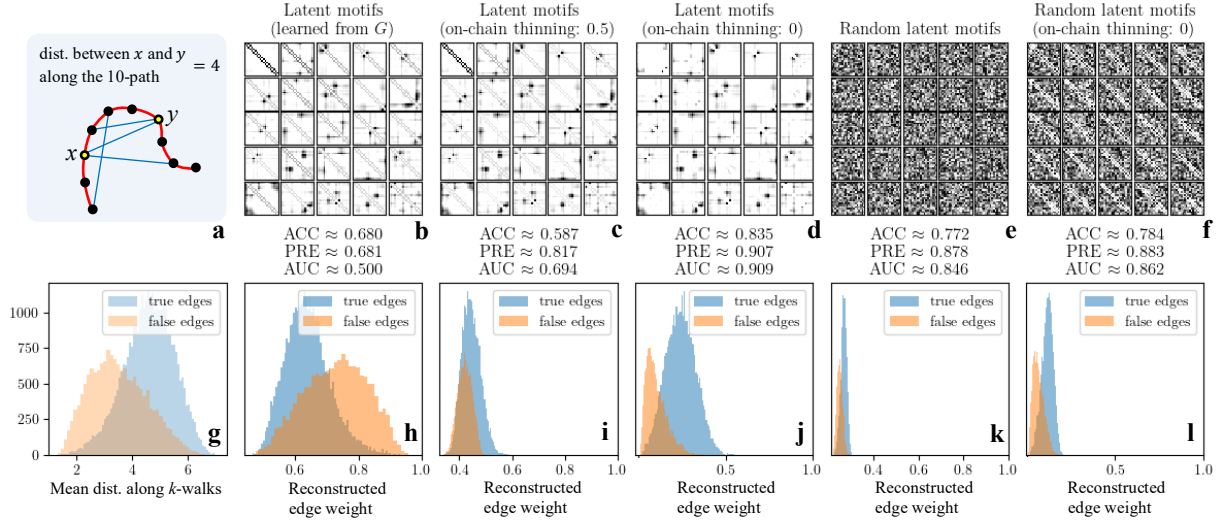 dist. between x and y
along the 10-path
= 4
x
y
a
Latent motifs
(learned from G)
b
ACC ≈ 0.680
PRE ≈ 0.681
AUC ≈ 0.500
Latent motifs
(on-chain thinning: 0.5)
c
ACC ≈ 0.587
PRE ≈ 0.817
AUC ≈ 0.694
Latent motifs
(on-chain thinning: 0)
d
ACC ≈ 0.835
PRE ≈ 0.907
AUC ≈ 0.909
Random latent motifs
e
ACC ≈ 0.772
PRE ≈ 0.878
AUC ≈ 0.846
Random latent motifs
(on-chain thinning: 0)
f
ACC ≈ 0.784
PRE ≈ 0.883
AUC ≈ 0.862
1000
750
500
250
0
true edges
false edges
g
2 4 6
Mean dist. along k-walks
true edges
false edges
h
0.6 0.8 1.0
Reconstructed
edge weight
true edges
false edges
i
0.4 0.6 0.8 1.0
Reconstructed
edge weight
true edges
false edges
j
0.5 1.0
Reconstructed
edge weight
true edges
false edges
k
0.3 0.4 0.6 1.0
Reconstructed
edge weight
true edges
false edges
l
0.2 0.5 1.0
Reconstructed
edge weight